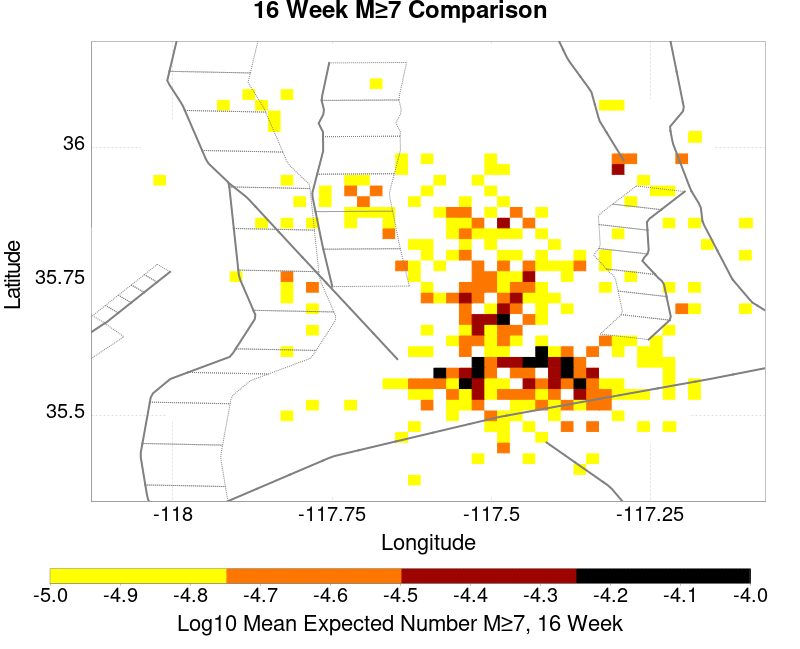 16 Week M≥7 Comparison
Latitude
36
35.75
35.5
-118 -117.75 -117.5 -117.25
Longitude
-5.0 -4.9 -4.8 -4.7 -4.6 -4.5 -4.4 -4.3 -4.2 -4.1 -4.0
Log10 Mean Expected Number M≥7, 16 Week